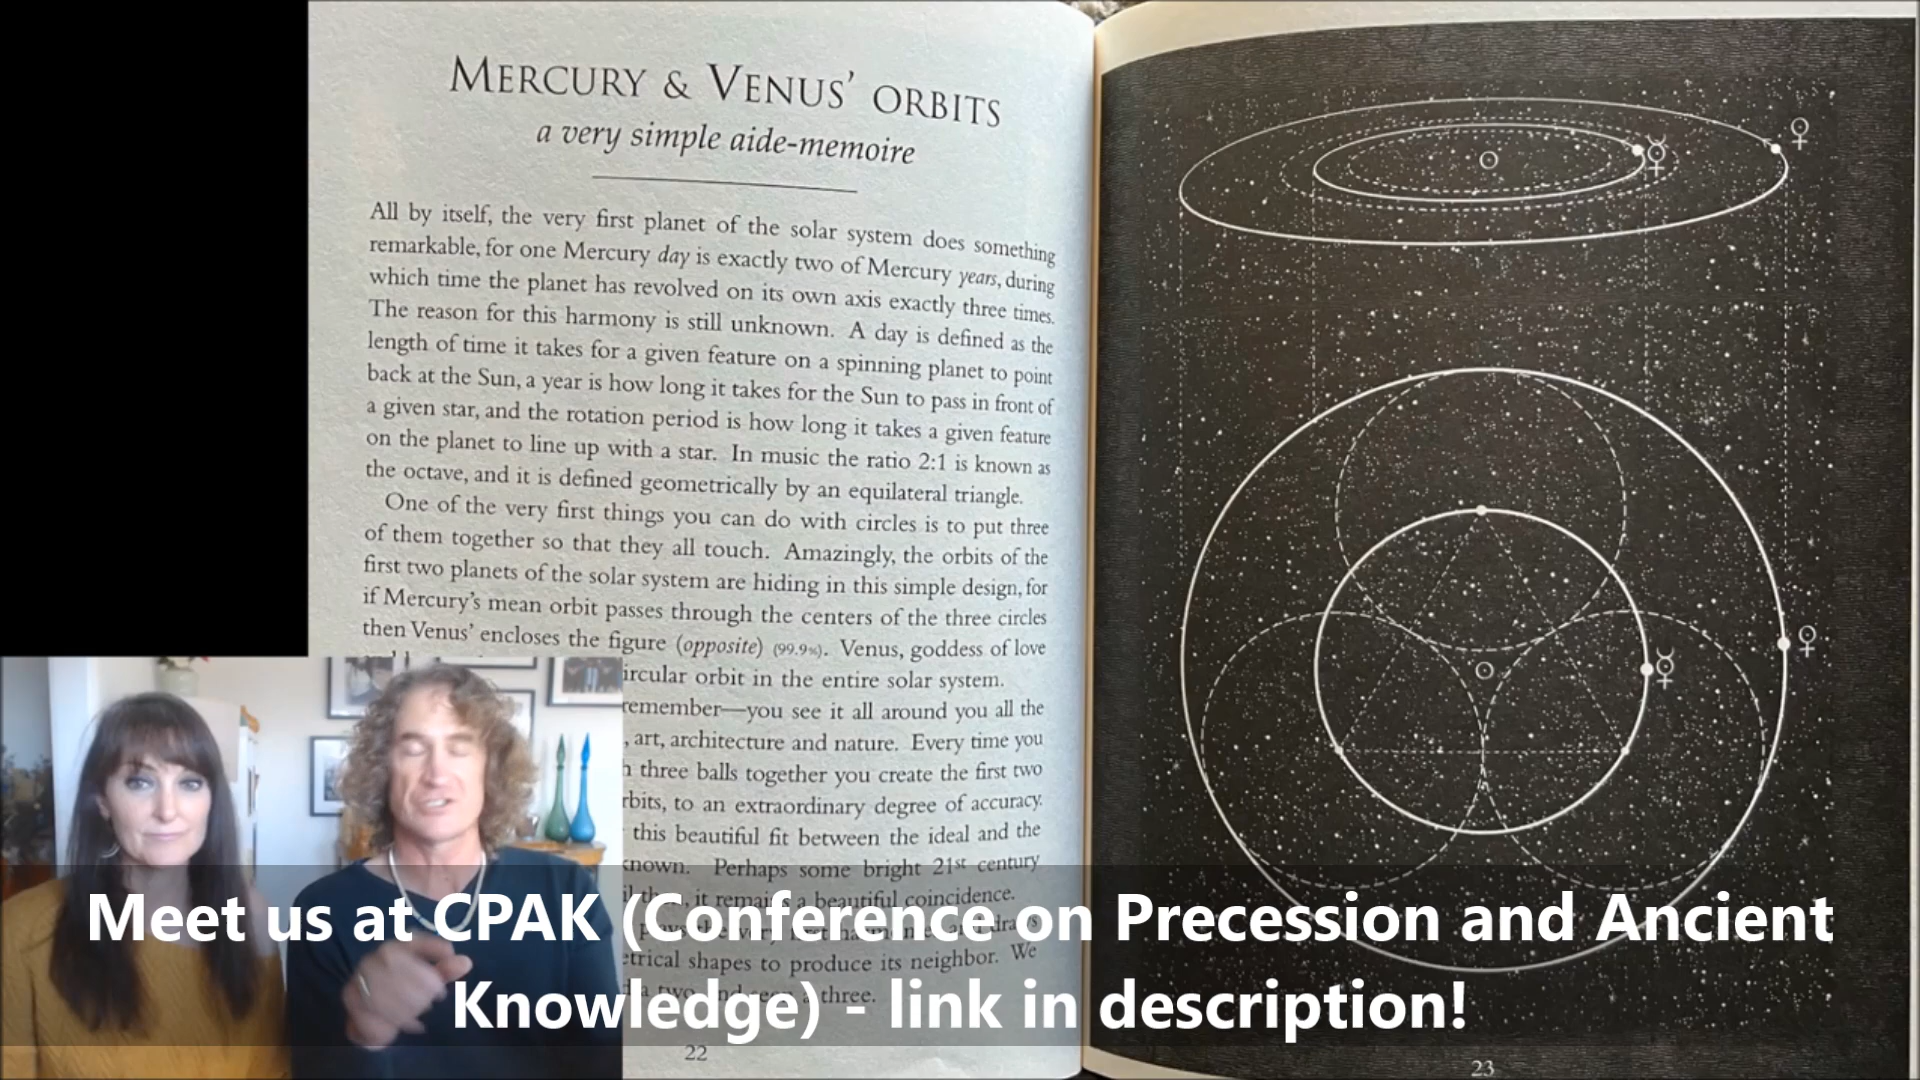 MERCURY & VENUS' ORBITS
a very simple aide-memoire
All by itself, the very first planet of the solar system does something
remarkable, for one Mercury day is exactly two of Mercury years, during
which time the planet has revolved on its own axis exactly three times.
The reason for this harmony is still unknown. A day is defined as the
length of time it takes for a given feature on a spinning planet to point
back at the Sun, a year is how long it takes for the Sun to pass in front of
a given star, and the rotation period is how long it takes a given feature
on the planet to line up with a star. In music the ratio 2:1 is known as
the octave, and it is defined geometrically by an equilateral triangle.
One of the very first things you can do with circles is to put three
of them together so that they all touch. Amazingly, the orbits of the
first two planets of the solar system are hiding in this simple design, for
if Mercury's mean orbit passes through the centers of the three circles
then Venus' encloses the figure (opposite) (99.9%). Venus, goddess of love
circular orbit in the entire solar system.
remember—you see it all around you all the
, art, architecture and nature. Every time you
three balls together you create the first two
orbits, to an extraordinary degree of accuracy.
this beautiful fit between the ideal and the
known. Perhaps some bright 21st century
it remains a beautiful coincidence.
etrical shapes to produce its neighbor. We
a three.
22
☿
♀
☉
☿
♀
☉
23
Meet us at CPAK (Conference on Precession and Ancient
Knowledge) - link in description!